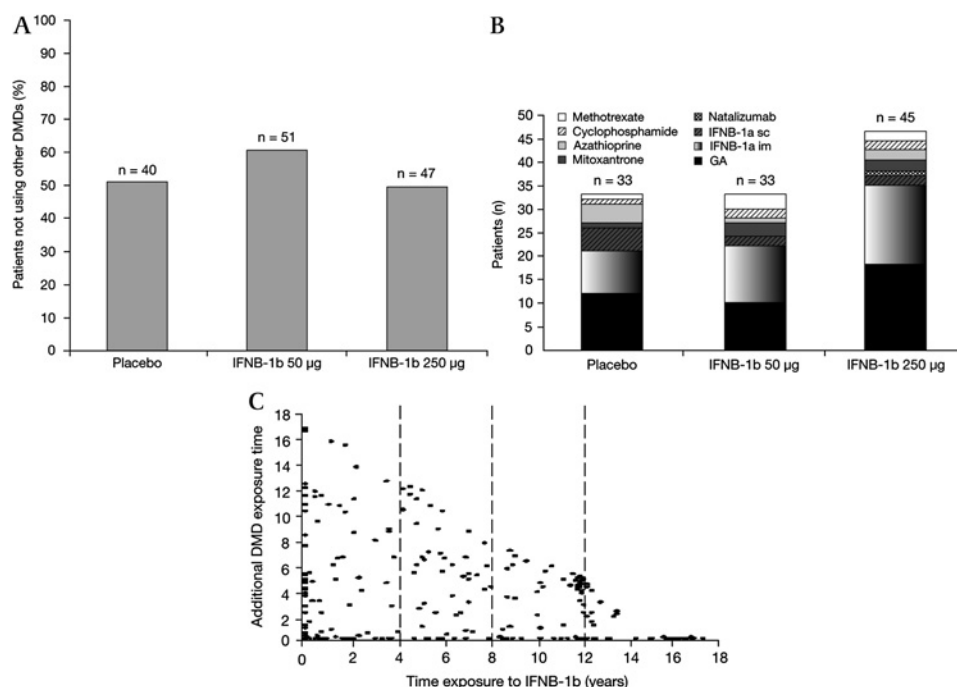 A
Patients not using other DMDs (%)
100
90
80
70
60
50
40
30
20
10
0
n = 40
n = 51
n = 47
Placebo
IFNB-1b 50 µg
IFNB-1b 250 µg
B
Patients (n)
50
45
40
35
30
25
20
15
10
5
0
Methotrexate
Cyclophosphamide
Azathioprine
Mitoxantrone
Natalizumab
IFNB-1a sc
IFNB-1a im
GA
n = 33
n = 33
n = 45
Placebo
IFNB-1b 50 µg
IFNB-1b 250 µg
C
Additional DMD exposure time
18
16
14
12
10
8
6
4
2
0
0
2
4
6
8
10
12
14
16
18
Time exposure to IFNB-1b (years)